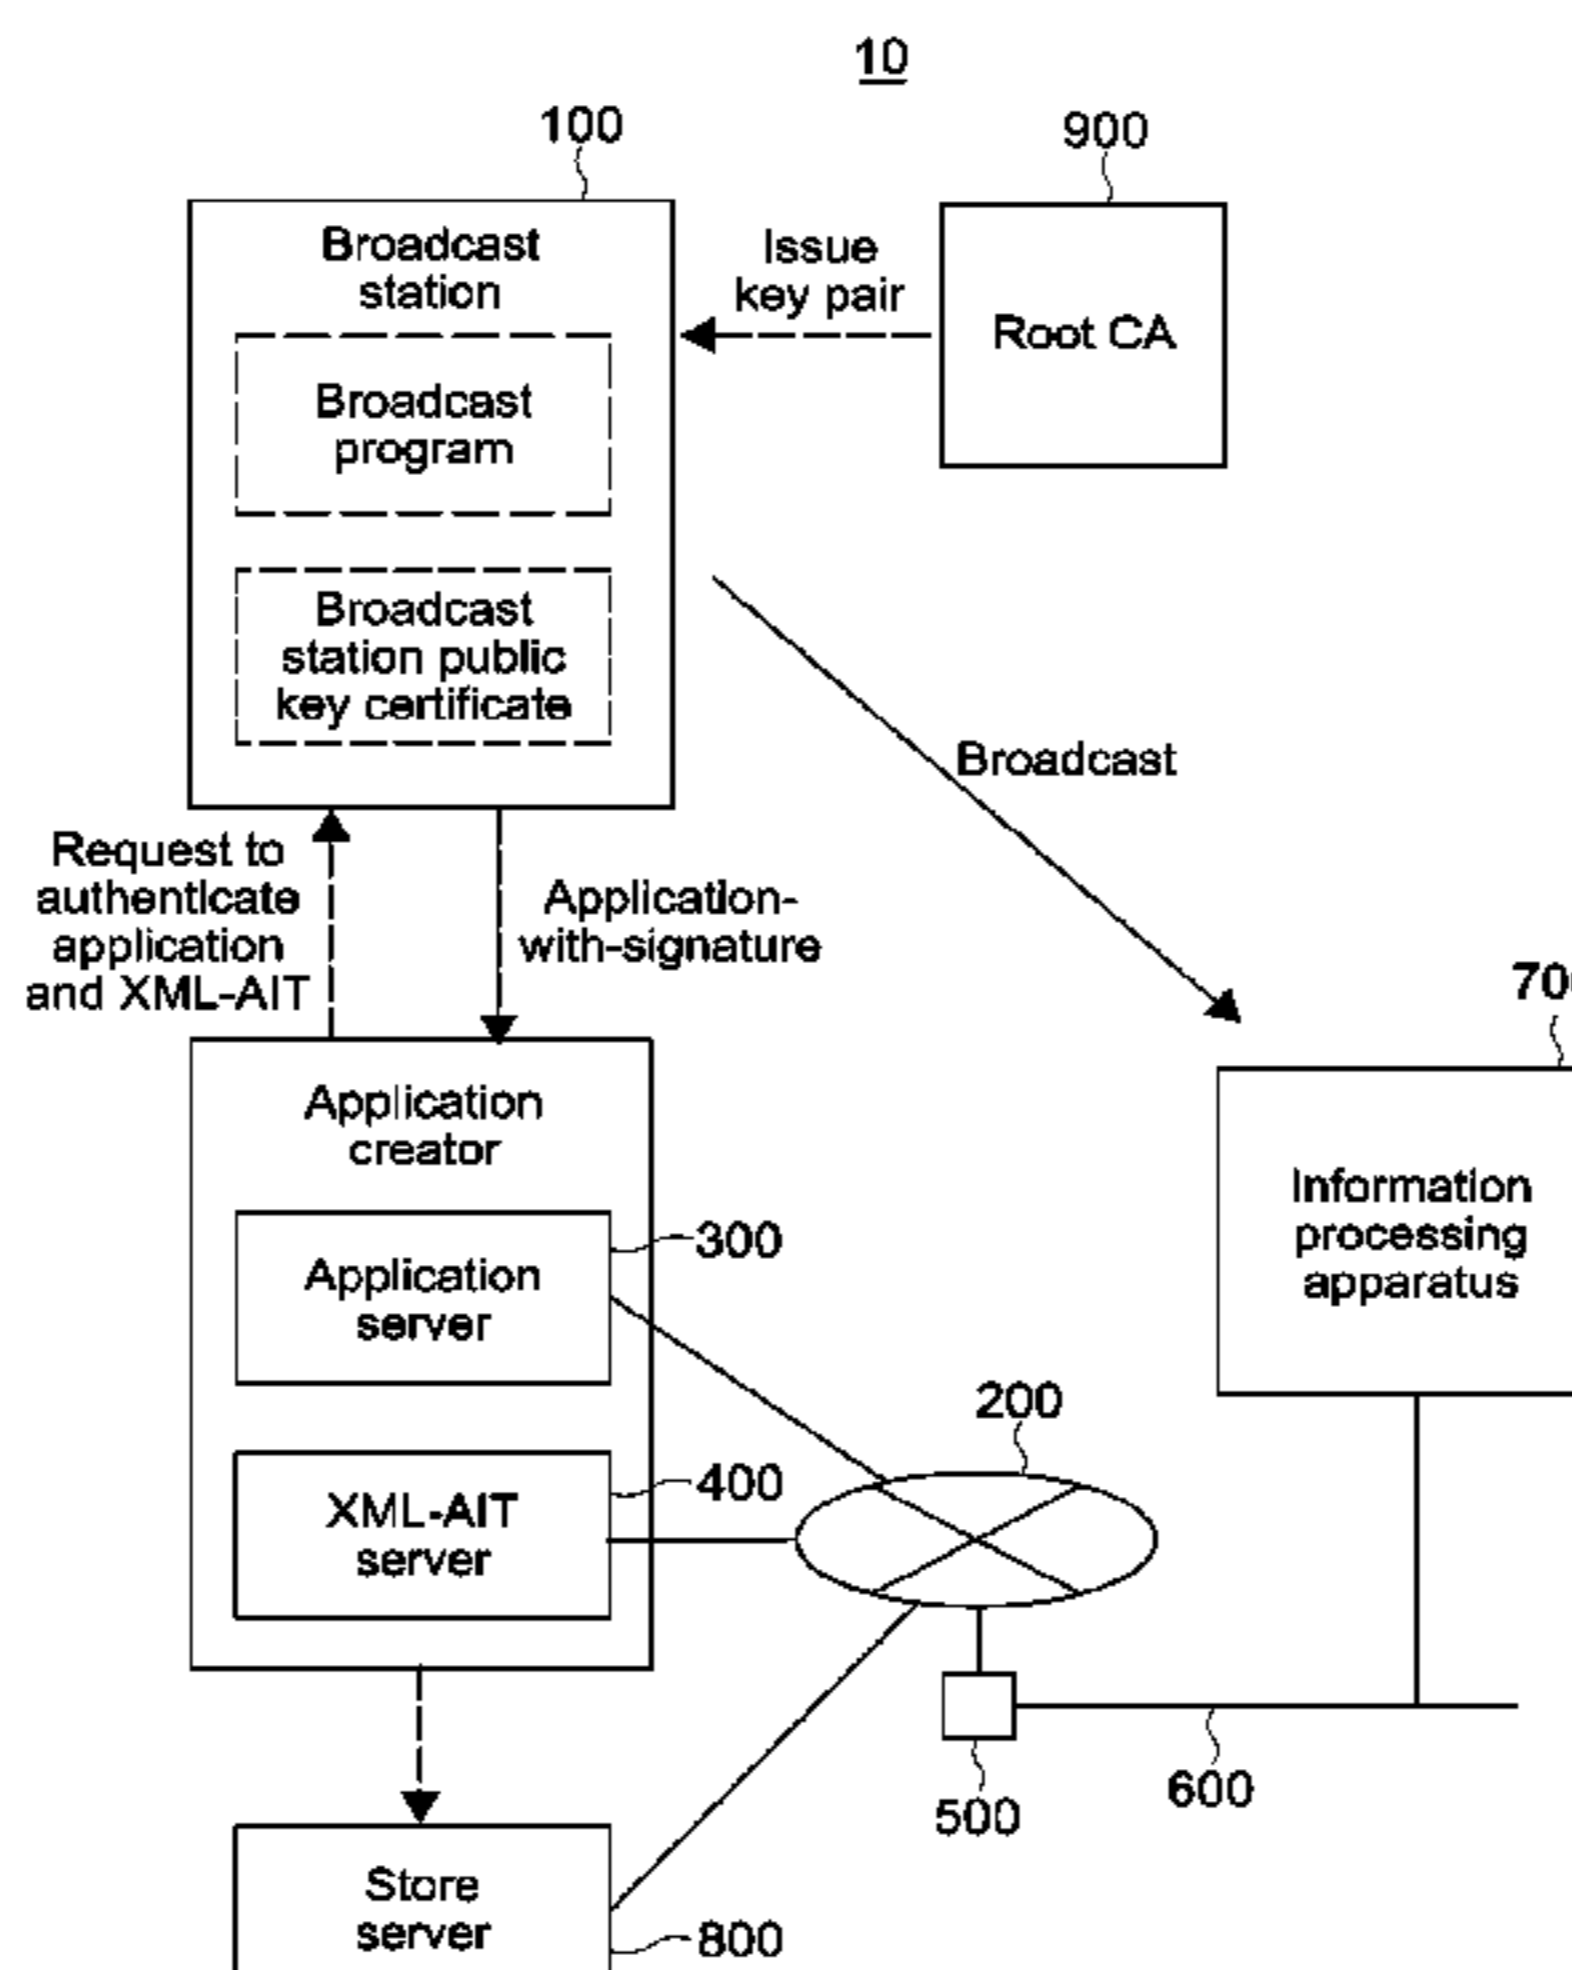 10
100
900
Broadcast
station
Issue
key pair
Root CA
Broadcast
program
Broadcast
station public
key certificate
Broadcast
Request to
authenticate
application
and XML-AIT
Application-
with-signature
70
Application
creator
Information
processing
apparatus
300
Application
server
200
400
XML-AIT
server
500
600
Store
server
800